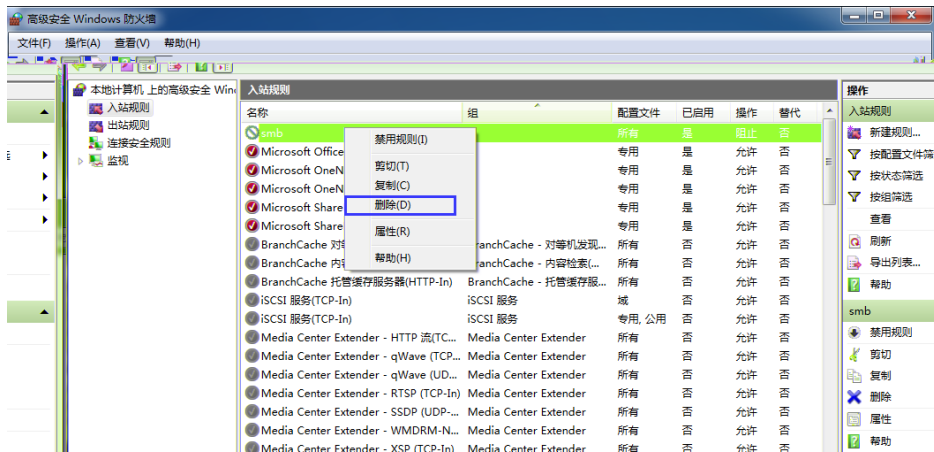 高级安全 Windows 防火墙
文件(F) 操作(A) 查看(V) 帮助(H)
本地计算机 上的高级安全 Wind
入站规则
出站规则
连接安全规则
监视
入站规则
名称 组 配置文件 已启用 操作 替代
smb 所有 是 阻止 否
Microsoft Office 专用 是 允许 否
Microsoft OneN 专用 是 允许 否
Microsoft OneN 专用 是 允许 否
Microsoft Share 专用 是 允许 否
Microsoft Share 专用 是 允许 否
BranchCache 对等 ranchCache - 对等机发现... 所有 否 允许 否
BranchCache 内容 ranchCache - 内容检索(... 所有 否 允许 否
BranchCache 托管缓存服务器(HTTP-In) BranchCache - 托管缓存服... 所有 否 允许 否
iSCSI 服务(TCP-In) iSCSI 服务 域 否 允许 否
iSCSI 服务(TCP-In) iSCSI 服务 专用, 公用 否 允许 否
Media Center Extender - HTTP 流(TC... Media Center Extender 所有 否 允许 否
Media Center Extender - qWave (TCP... Media Center Extender 所有 否 允许 否
Media Center Extender - qWave (UD... Media Center Extender 所有 否 允许 否
Media Center Extender - RTSP (TCP-In) Media Center Extender 所有 否 允许 否
Media Center Extender - SSDP (UDP-... Media Center Extender 所有 否 允许 否
Media Center Extender - WMDRM-N... Media Center Extender 所有 否 允许 否
Media Center Extender - XSP (TCP-In) Media Center Extender 所有 否 允许 否
禁用规则(I)
剪切(T)
复制(C)
删除(D)
属性(R)
帮助(H)
操作
入站规则
新建规则...
按配置文件筛
按状态筛选
按组筛选
查看
刷新
导出列表...
帮助
smb
禁用规则
剪切
复制
删除
属性
帮助